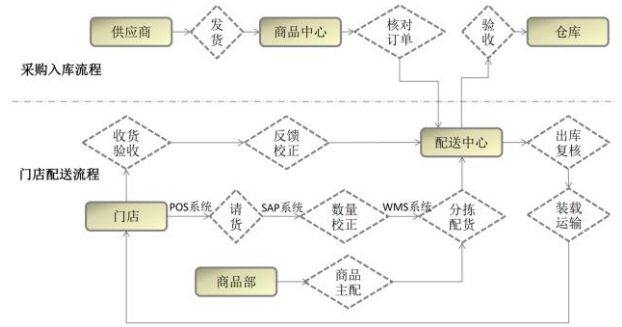 供应商
发
货
商品中心
核对
订单
验
收
仓库
采购入库流程
收货
验收
反馈
校正
配送中心
出库
复核
门店配送流程
门店
POS系统
请
货
SAP系统
数量
校正
WMS系统
分拣
配货
装载
运输
商品部
商品
主配